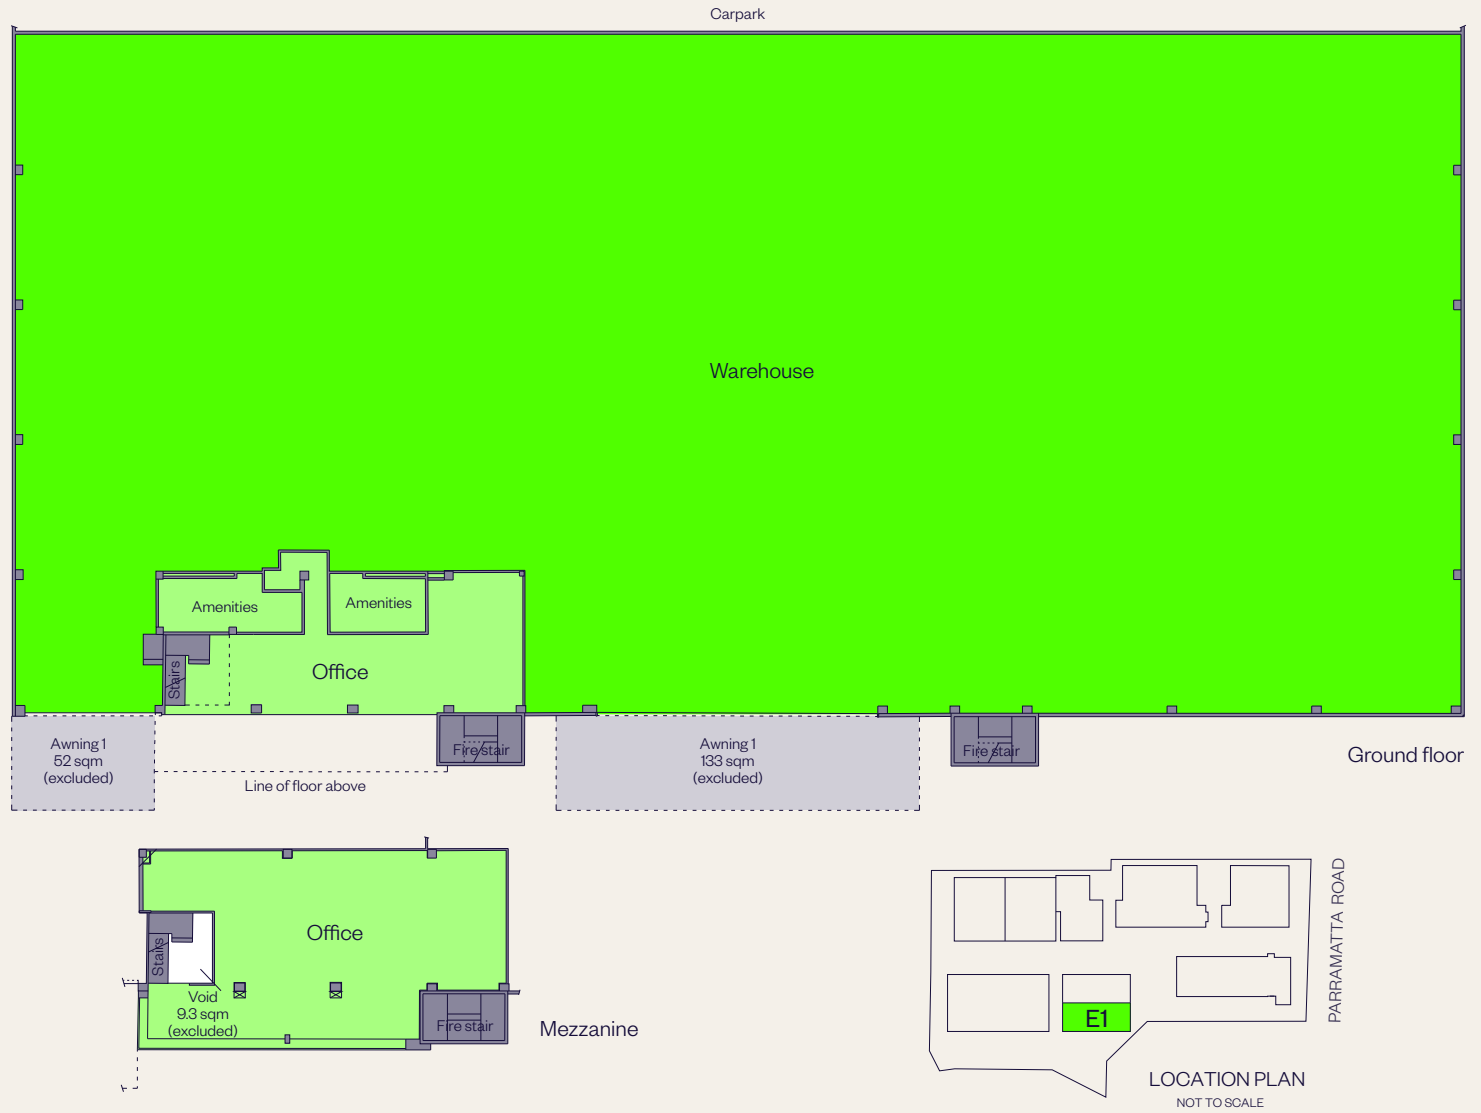 Carpark
Warehouse
Amenities
Amenities
Office
Stairs
Awning 1
52 sqm
(excluded)
Fire stair
Line of floor above
Awning 1
133 sqm
(excluded)
Fire stair
Ground floor
Office
Stairs
Void
9.3 sqm
(excluded)
Fire stair
Mezzanine
PARRAMATTA ROAD
E1
LOCATION PLAN
NOT TO SCALE